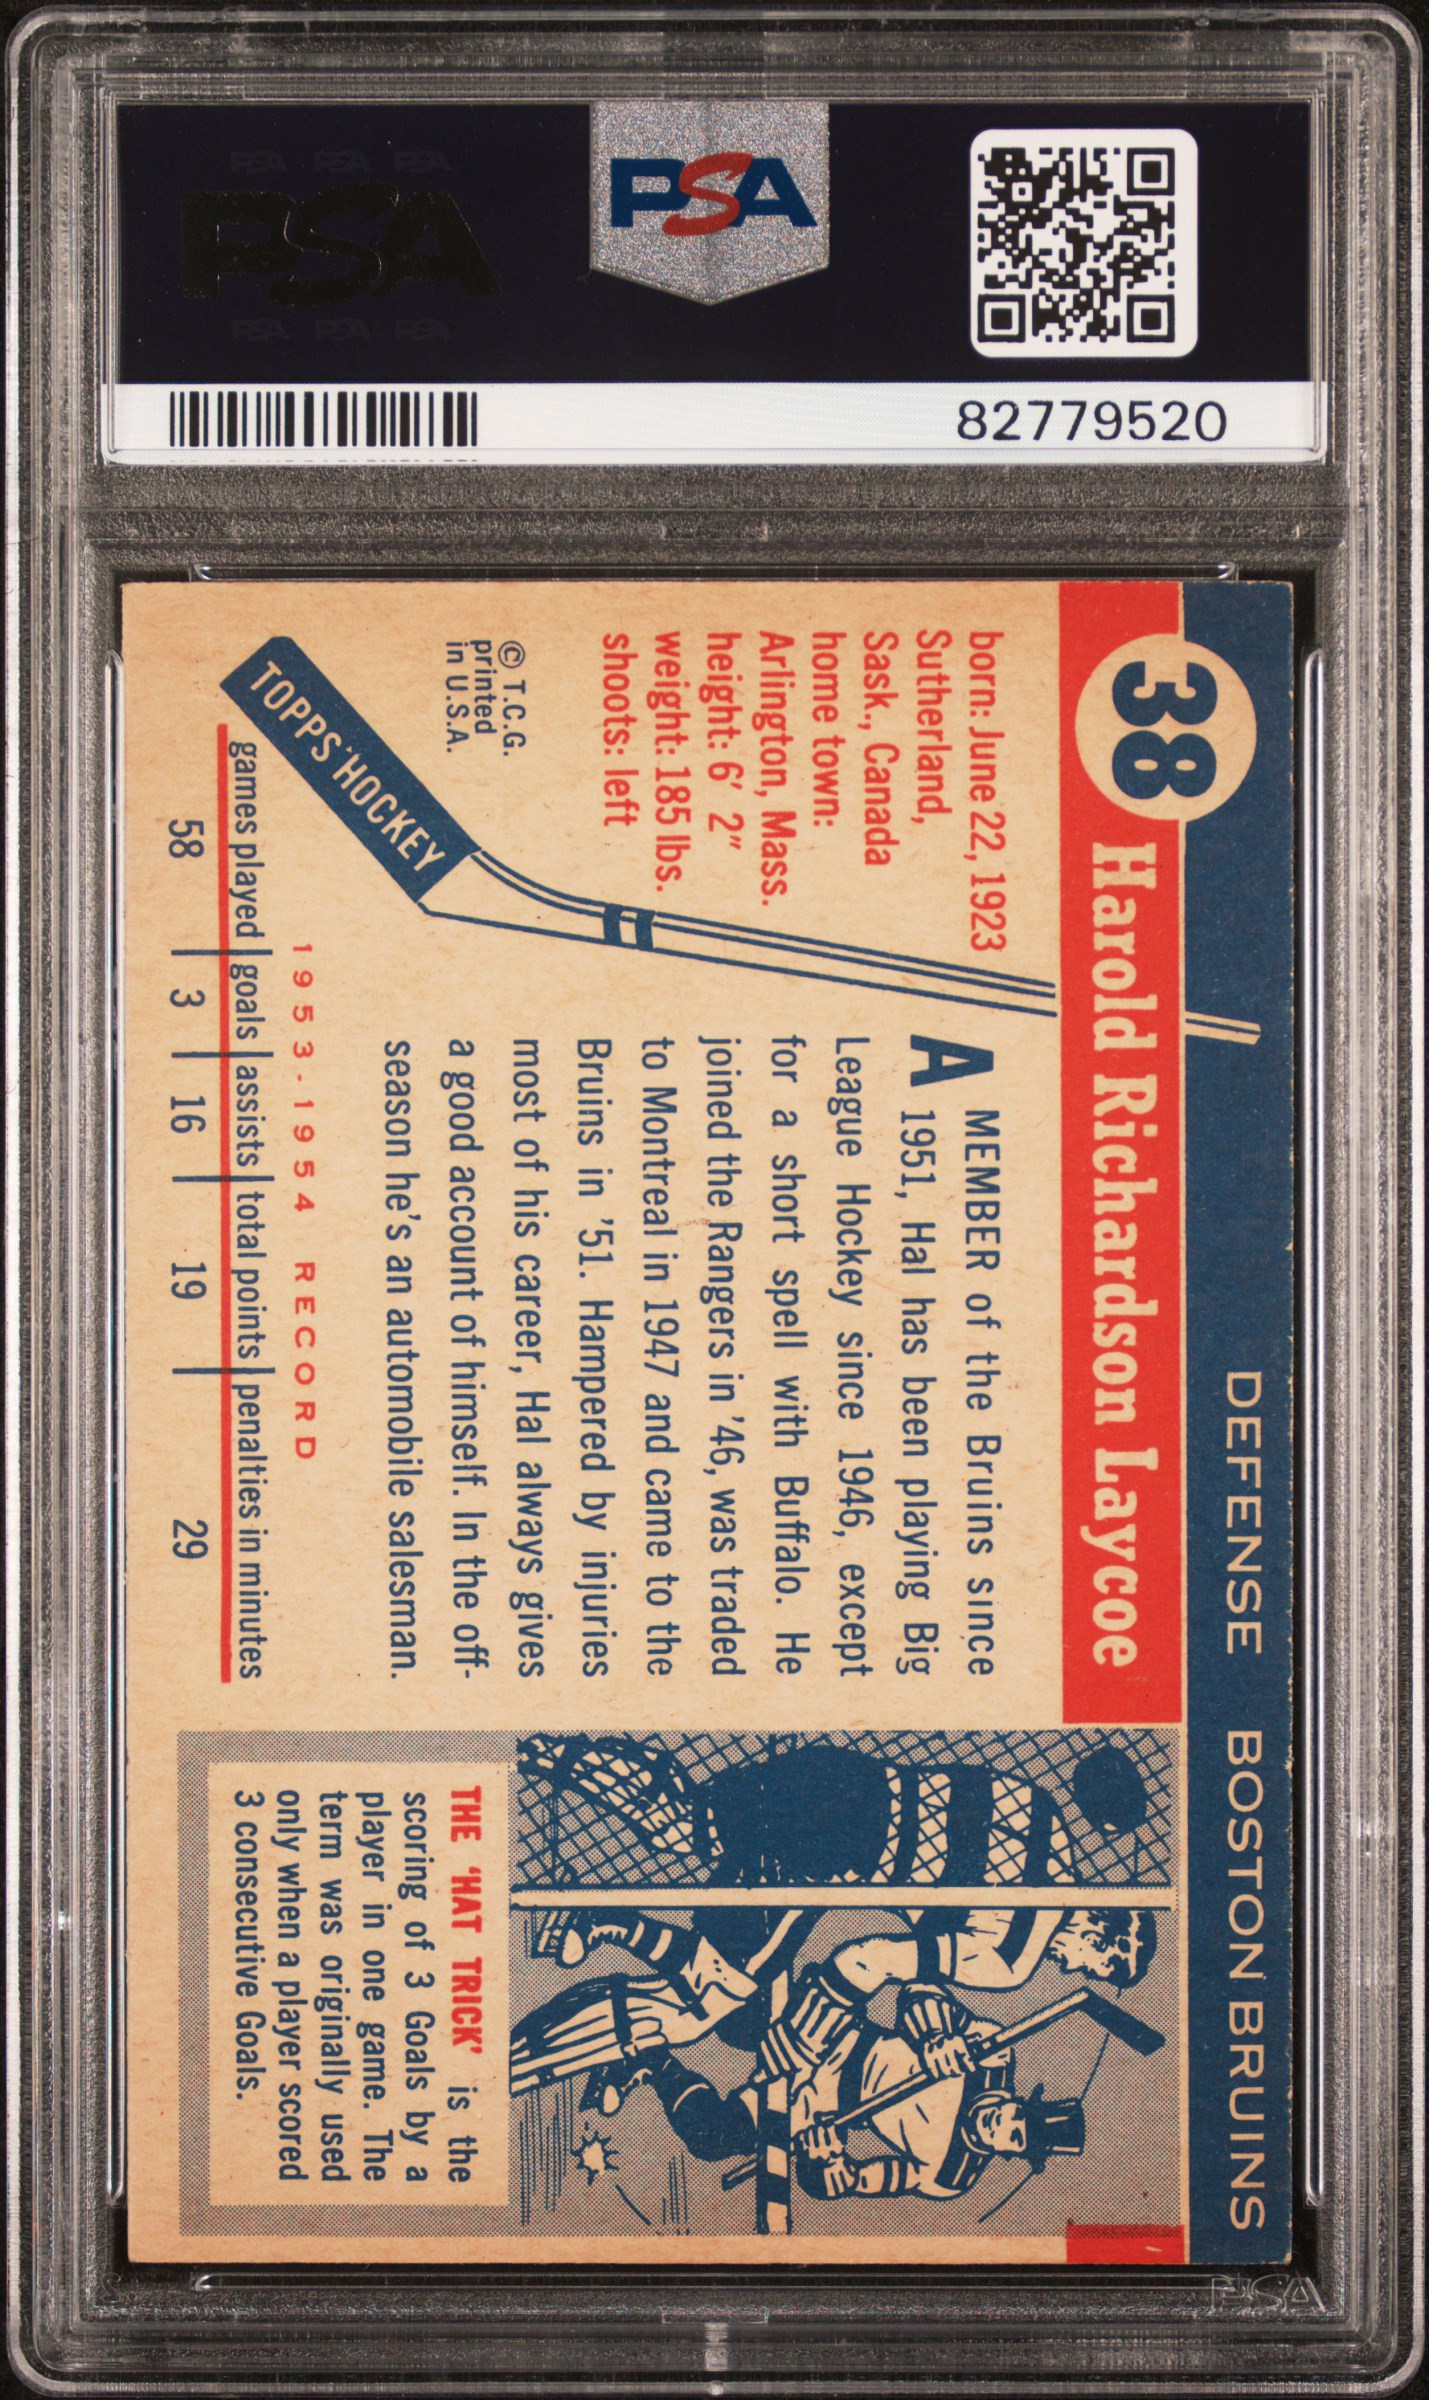 PSA PSA PSA
PSA
PSA PSA PSA
PSA
82779520
38
DEFENSE BOSTON BRUINS
Harold Richardson Laycoe
born: June 22, 1923
Sutherland,
Sask., Canada
home town:
Arlington, Mass.
height: 6' 2"
weight: 185 lbs.
shoots: left
© T.C.G.
printed
in U.S.A.
TOPPS HOCKEY
A MEMBER of the Bruins since
1951, Hal has been playing Big
League Hockey since 1946, except
for a short spell with Buffalo. He
joined the Rangers in '46, was traded
to Montreal in 1947 and came to the
Bruins in '51. Hampered by injuries
most of his career, Hal always gives
a good account of himself. In the off-
season he's an automobile salesman.
1953-1954 RECORD
games played | goals | assists | total points | penalties in minutes
58 | 3 | 16 | 19 | 29
THE 'HAT TRICK' is the
scoring of 3 Goals by a
player in one game. The
term was originally used
only when a player scored
3 consecutive Goals.
PSA